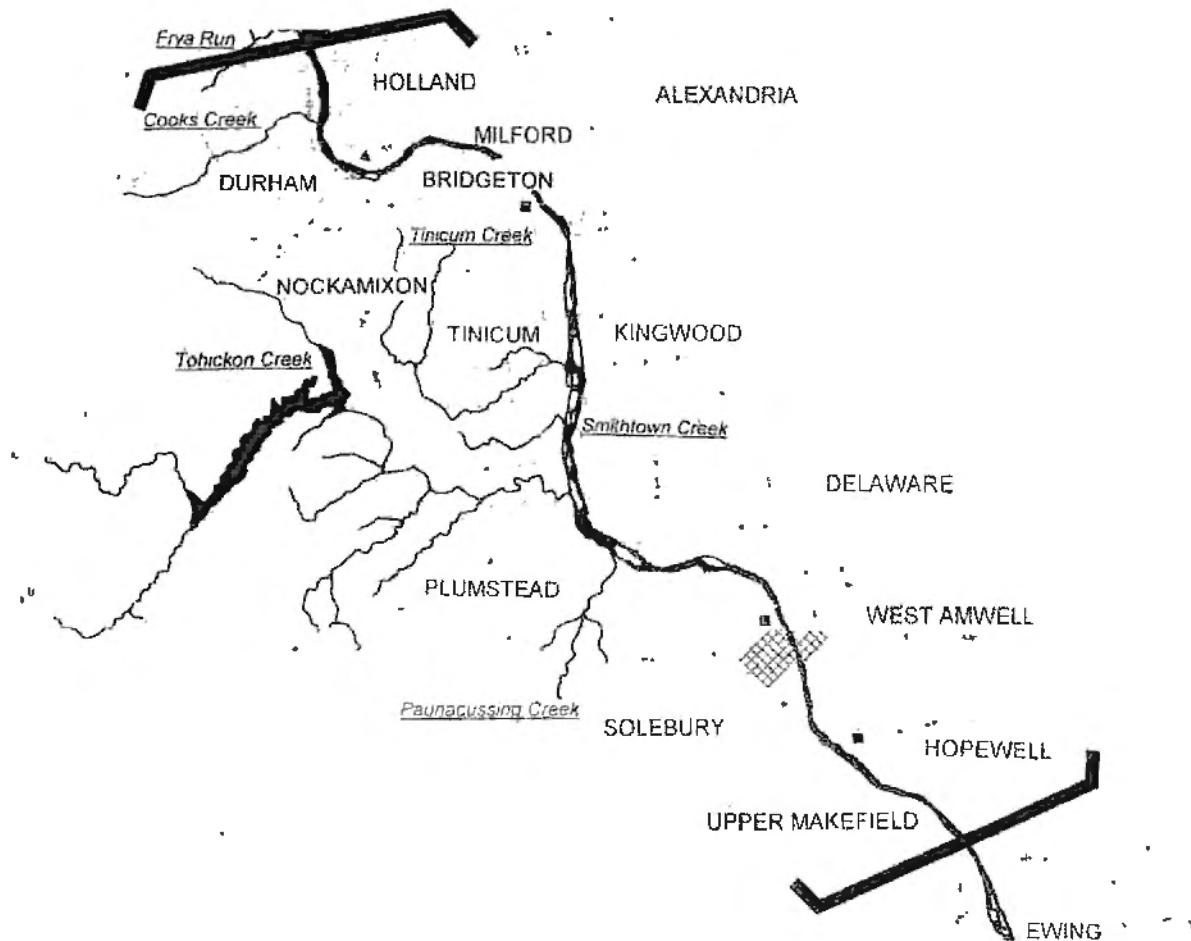 Frya Run
HOLLAND
ALEXANDRIA
Cooks Creek
MILFORD
DURHAM
BRIDGETON
Tinicum Creek
NOCKAMIXON
TINICUM
KINGWOOD
Tohickon Creek
Smithtown Creek
DELAWARE
PLUMSTEAD
WEST AMWELL
Paunacussing Creek
SOLEBURY
HOPEWELL
UPPER MAKEFIELD
EWING